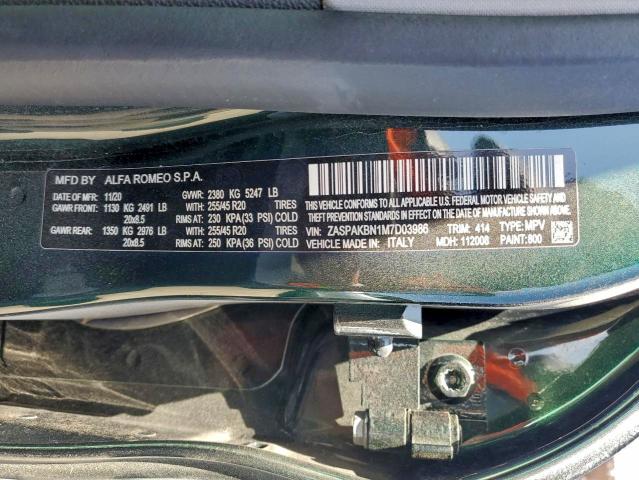 MFD BY ALFA ROMEO S.P.A.
DATE OF MFR: 11/20 GVWR: 2380 KG 5247 LB
GAWR FRONT: 1130 KG 2491 LB WITH 255/45 R20 TIRES
20x8.5 RIMS AT 230 KPA (33 PSI) COLD
GAWR REAR: 1350 KG 2976 LB WITH 255/45 R20 TIRES
20x8.5 RIMS AT 250 KPA (36 PSI) COLD
THIS VEHICLE CONFORMS TO ALL APPLICABLE FEDERAL MOTOR VEHICLE SAFETY,
BUMPER, AND THEFT PREVENTION STANDARDS IN EFFECT ON THE DATE OF
MANUFACTURE SHOWN ABOVE.
VIN: ZASPAKBN1M7D03986 TRIM: 414 TYPE: MPV
VEHICLE MADE IN: ITALY MDH: 112008 PAINT: 800